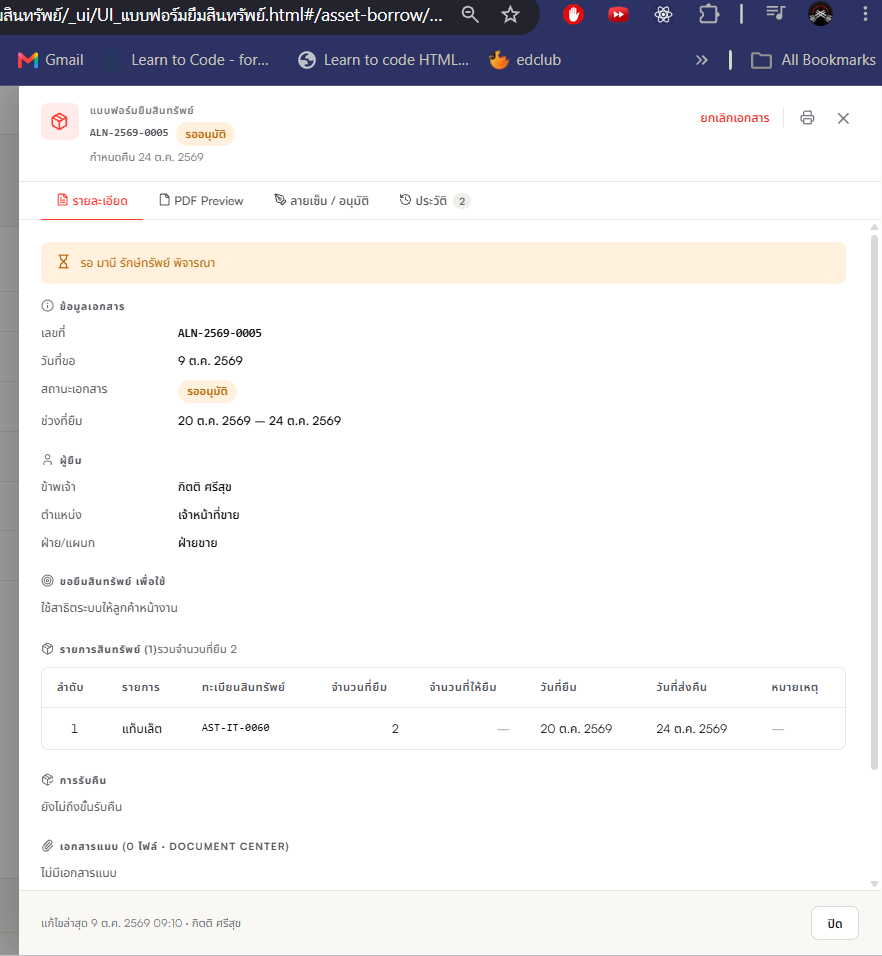 มสินทรัพย์/_ui/UI_แบบฟอร์มยืมสินทรัพย์.html#/asset-borrow/...
Gmail
Learn to Code - for...
Learn to code HTML...
edclub
»
All Bookmarks
แบบฟอร์มยืมสินทรัพย์
ALN-2569-0005 รออนุมัติ
กำหนดคืน 24 ต.ค. 2569
ยกเลิกเอกสาร
รายละเอียด
PDF Preview
ลายเซ็น / อนุมัติ
ประวัติ 2
รอ มานี รักษ์ทรัพย์ พิจารณา
ข้อมูลเอกสาร
เลขที่ ALN-2569-0005
วันที่ขอ 9 ต.ค. 2569
สถานะเอกสาร รออนุมัติ
ช่วงที่ยืม 20 ต.ค. 2569 — 24 ต.ค. 2569
ผู้ยืม
ข้าพเจ้า กิตติ ศรีสุข
ตำแหน่ง เจ้าหน้าที่ขาย
ฝ่าย/แผนก ฝ่ายขาย
ขอยืมสินทรัพย์ เพื่อใช้
ใช้สาธิตระบบให้ลูกค้าหน้างาน
รายการสินทรัพย์ (1)รวมจำนวนที่ยืม 2
ลำดับ รายการ ทะเบียนสินทรัพย์ จำนวนที่ยืม จำนวนที่ให้ยืม วันที่ยืม วันที่ส่งคืน หมายเหตุ
1 แท็บเล็ต AST-IT-0060 2 — 20 ต.ค. 2569 24 ต.ค. 2569 —
การรับคืน
ยังไม่ถึงขั้นรับคืน
เอกสารแนบ (0 ไฟล์ · DOCUMENT CENTER)
ไม่มีเอกสารแนบ
แก้ไขล่าสุด 9 ต.ค. 2569 09:10 · กิตติ ศรีสุข
ปิด